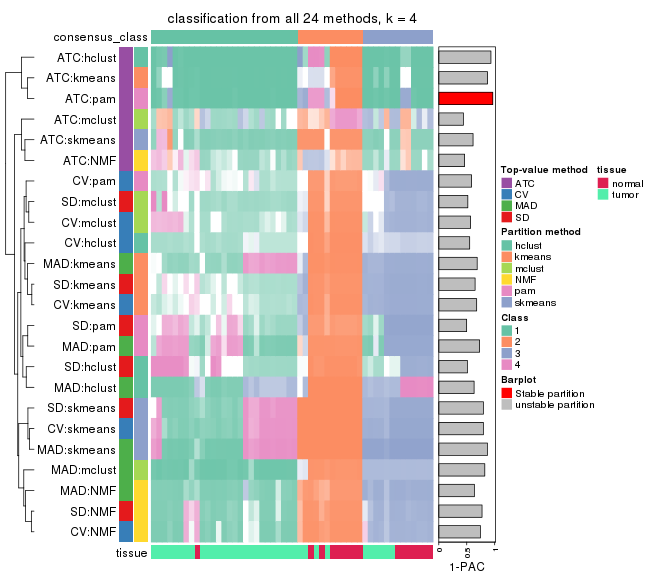 classification from all 24 methods, k = 4
consensus_class
ATC:hclust
ATC:kmeans
ATC:pam
ATC:mclust
ATC:skmeans
ATC:NMF
CV:pam
SD:mclust
CV:mclust
CV:hclust
MAD:kmeans
SD:kmeans
CV:kmeans
SD:pam
MAD:pam
SD:hclust
MAD:hclust
SD:skmeans
CV:skmeans
MAD:skmeans
MAD:mclust
MAD:NMF
SD:NMF
CV:NMF
tissue
0
0.5
1
1-PAC
Top-value method
ATC
CV
MAD
SD
Partition method
hclust
kmeans
mclust
NMF
pam
skmeans
Class
1
2
3
4
Barplot
Stable partition
unstable partition
tissue
normal
tumor